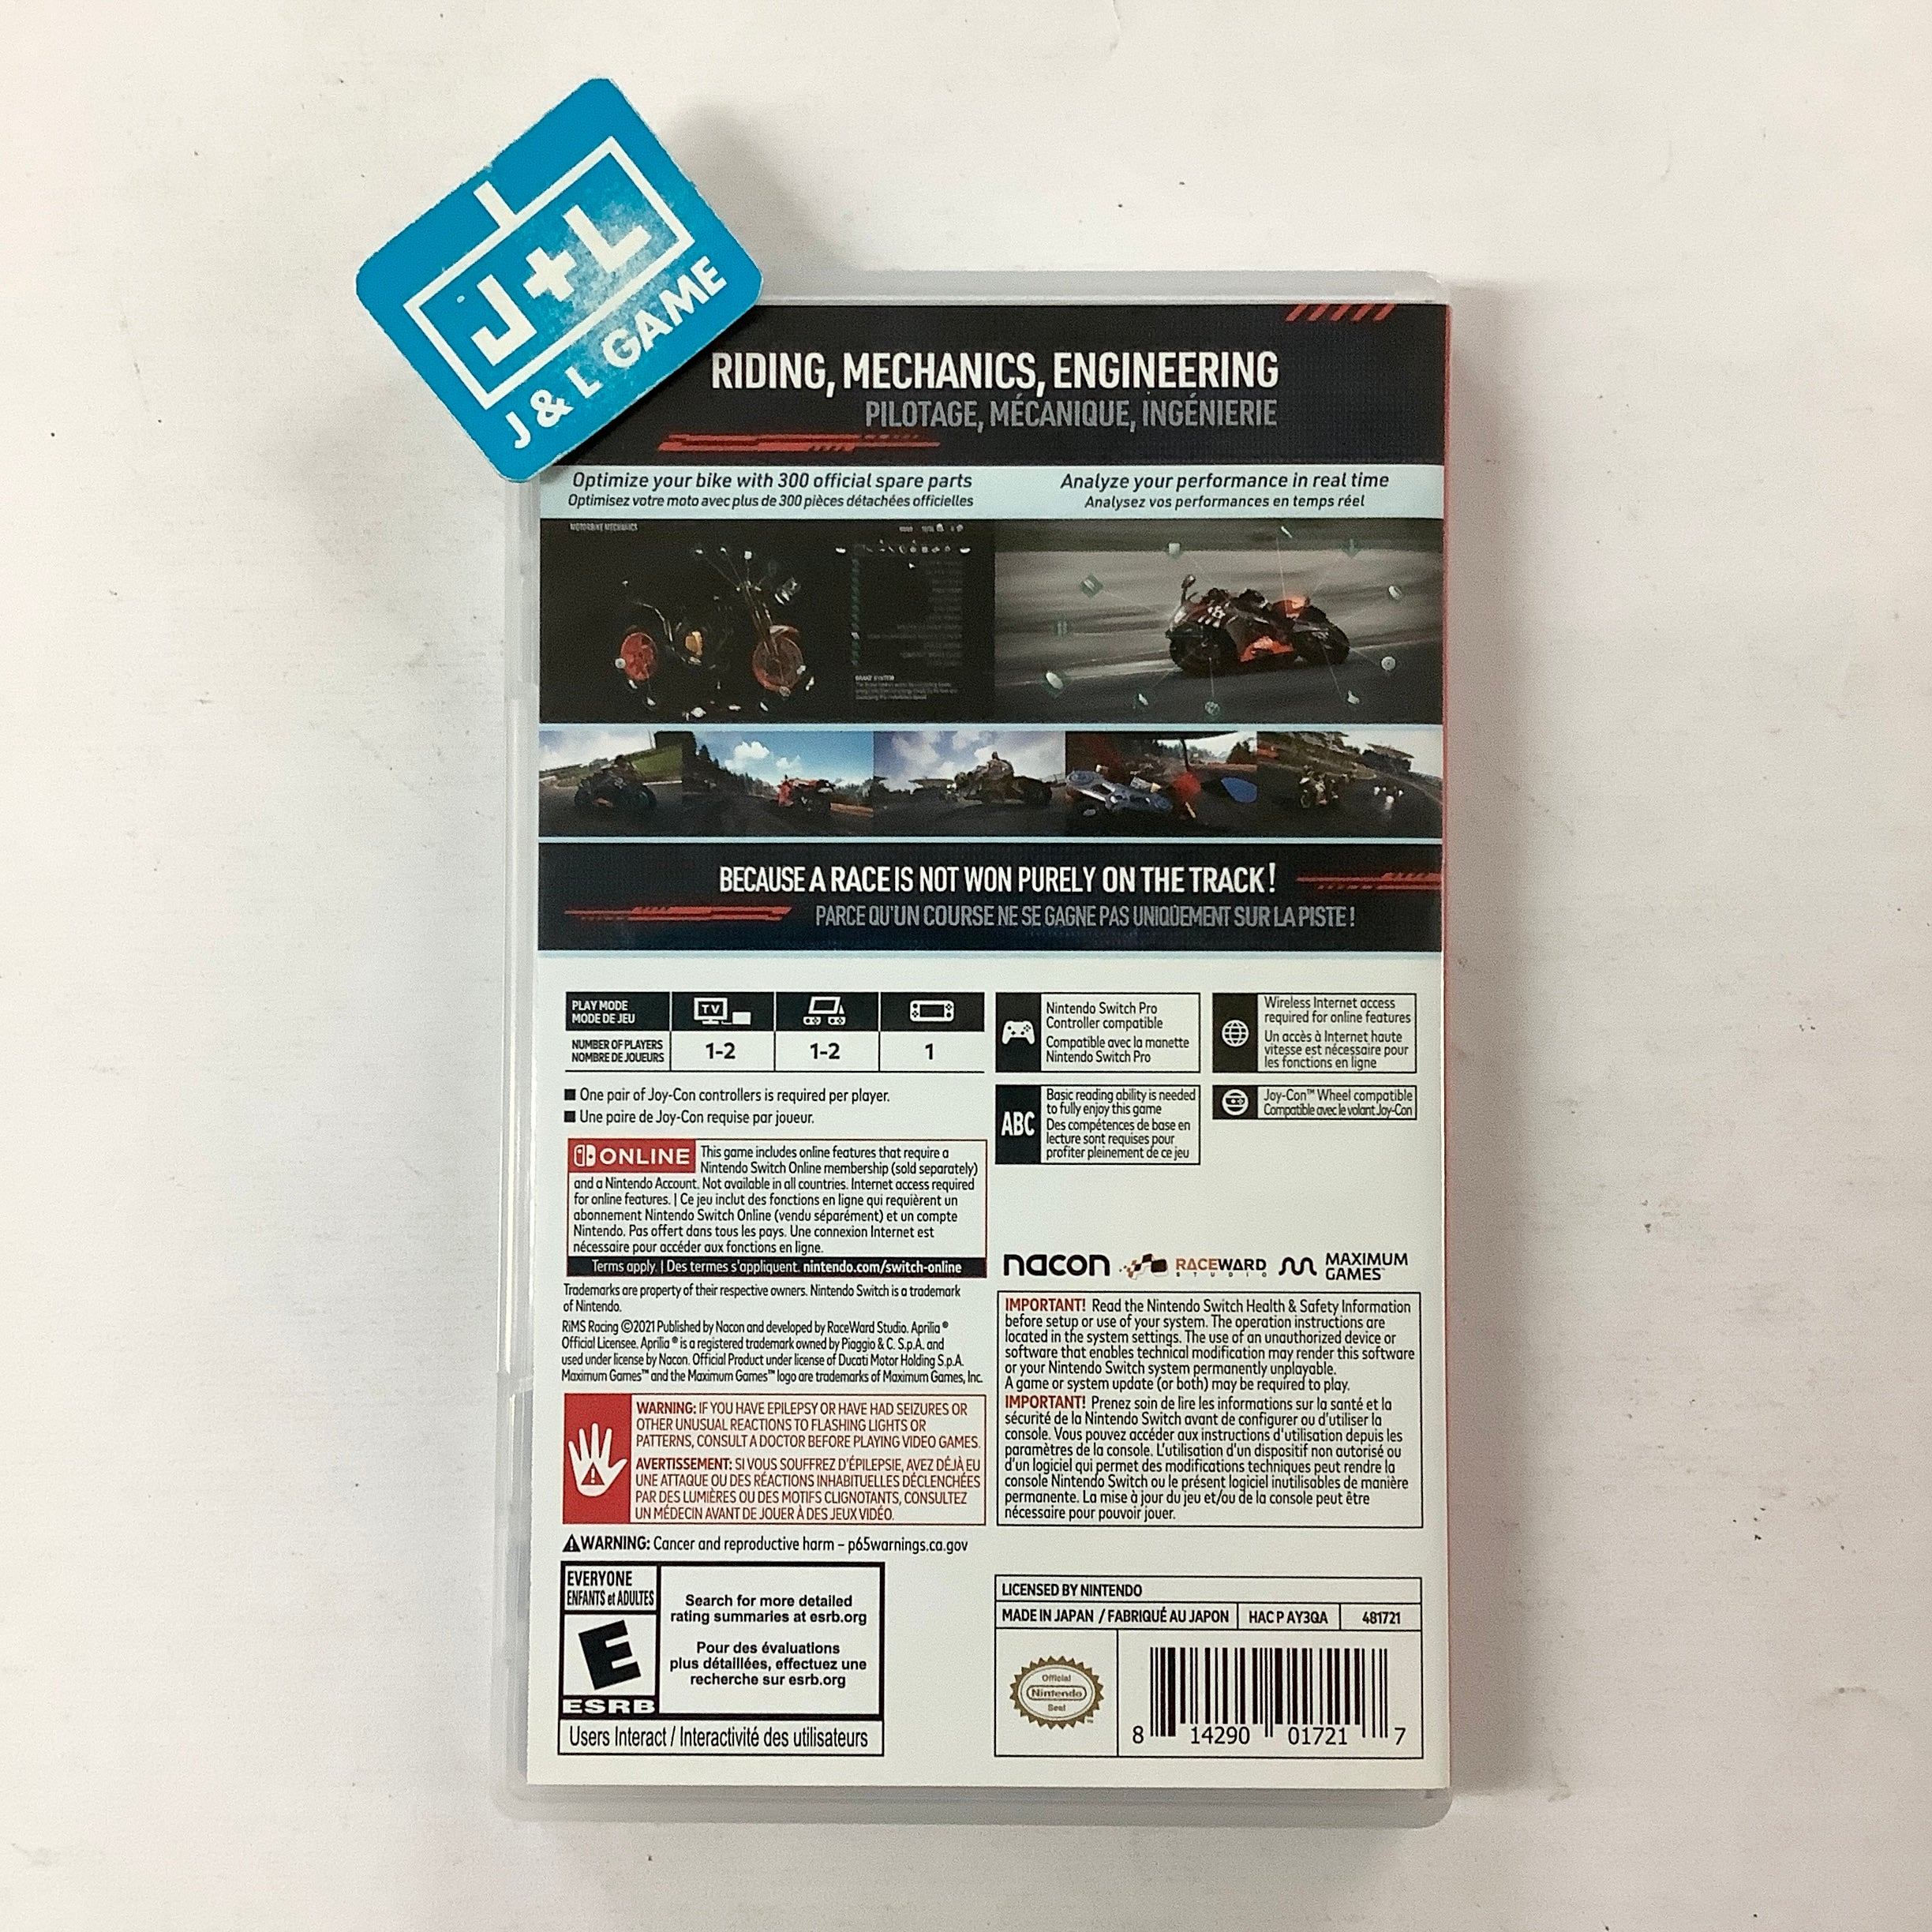 J+L
J & L GAME
RIDING, MECHANICS, ENGINEERING
PILOTAGE, MÉCANIQUE, INGÉNIERIE
Optimize your bike with 300 official spare parts
Optimisez votre moto avec plus de 300 pièces détachées officielles
Analyze your performance in real time
Analysez vos performances en temps réel
MOTORBIKE MECHANICS
BRAKE SYSTEM
BECAUSE A RACE IS NOT WON PURELY ON THE TRACK!
PARCE QU'UN COURSE NE SE GAGNE PAS UNIQUEMENT SUR LA PISTE !
PLAY MODE
MODE DE JEU
TV
NUMBER OF PLAYERS
NOMBRE DE JOUEURS
1-2
1-2
1
One pair of Joy-Con controllers is required per player.
Une paire de Joy-Con requise par joueur.
Nintendo Switch Pro
Controller compatible
Compatible avec la manette
Nintendo Switch Pro
Wireless Internet access
required for online features
Un accès à Internet haute
vitesse est nécessaire pour
les fonctions en ligne
ABC
Basic reading ability is needed
to fully enjoy this game
Des compétences de base en
lecture sont requises pour
profiter pleinement de ce jeu
Joy-Con™ Wheel compatible
Compatible avec le volant Joy-Con
ONLINE
This game includes online features that require a
Nintendo Switch Online membership (sold separately)
and a Nintendo Account. Not available in all countries. Internet access required
for online features. | Ce jeu inclut des fonctions en ligne qui requièrent un
abonnement Nintendo Switch Online (vendu séparément) et un compte
Nintendo. Pas offert dans tous les pays. Une connexion Internet est
nécessaire pour accéder aux fonctions en ligne.
Terms apply. | Des termes s'appliquent. nintendo.com/switch-online
Trademarks are property of their respective owners. Nintendo Switch is a trademark
of Nintendo.
RiMS Racing ©2021 Published by Nacon and developed by RaceWard Studio. Aprilia ®
Official Licensee. Aprilia ® is a registered trademark owned by Piaggio & C. S.p.A. and
used under license by Nacon. Official Product under license of Ducati Motor Holding S.p.A.
Maximum Games™ and the Maximum Games™ logo are trademarks of Maximum Games, Inc.
nacon
RACEWARD
STUDIO
MAXIMUM
GAMES™
WARNING: IF YOU HAVE EPILEPSY OR HAVE HAD SEIZURES OR
OTHER UNUSUAL REACTIONS TO FLASHING LIGHTS OR
PATTERNS, CONSULT A DOCTOR BEFORE PLAYING VIDEO GAMES.
AVERTISSEMENT: SI VOUS SOUFFREZ D'ÉPILEPSIE, AVEZ DÉJÀ EU
UNE ATTAQUE OU DES RÉACTIONS INHABITUELLES DÉCLENCHÉES
PAR DES LUMIÈRES OU DES MOTIFS CLIGNOTANTS, CONSULTEZ
UN MÉDECIN AVANT DE JOUER À DES JEUX VIDÉO.
IMPORTANT! Read the Nintendo Switch Health & Safety Information
before setup or use of your system. The operation instructions are
located in the system settings. The use of an unauthorized device or
software that enables technical modification may render this software
or your Nintendo Switch system permanently unplayable.
A game or system update (or both) may be required to play.
IMPORTANT! Prenez soin de lire les informations sur la santé et la
sécurité de la Nintendo Switch avant de configurer ou d'utiliser la
console. Vous pouvez accéder aux instructions d'utilisation depuis les
paramètres de la console. L'utilisation d'un dispositif non autorisé ou
d'un logiciel qui permet des modifications techniques peut rendre la
console Nintendo Switch ou le présent logiciel inutilisables de manière
permanente. La mise à jour du jeu et/ou de la console peut être
nécessaire pour pouvoir jouer.
WARNING: Cancer and reproductive harm – p65warnings.ca.gov
EVERYONE
ENFANTS et ADULTES
E
ESRB
Search for more detailed
rating summaries at esrb.org
Pour des évaluations
plus détaillées, effectuez une
recherche sur esrb.org
Users Interact / Interactivité des utilisateurs
LICENSED BY NINTENDO
MADE IN JAPAN / FABRIQUÉ AU JAPON
HAC P AY3QA
481721
Official
Nintendo
Seal
8 14290 01721 7